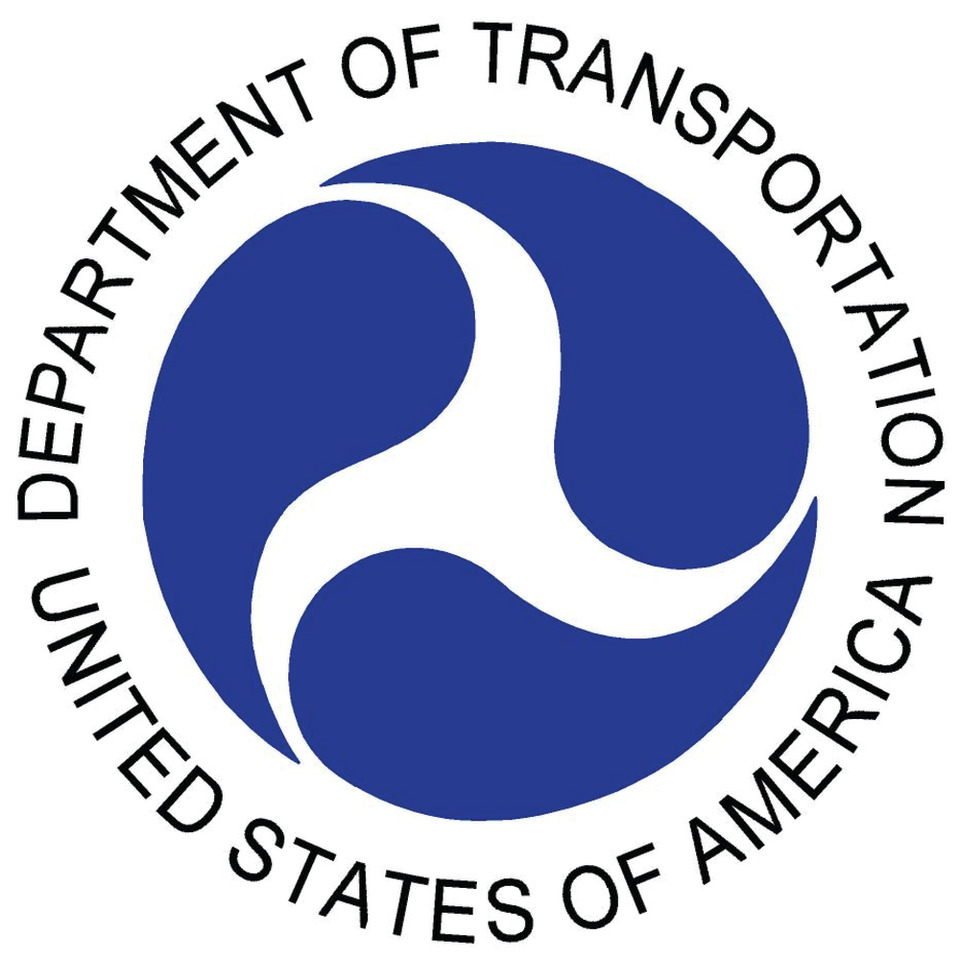 DEPARTMENT OF TRANSPORTATION
UNITED STATES OF AMERICA